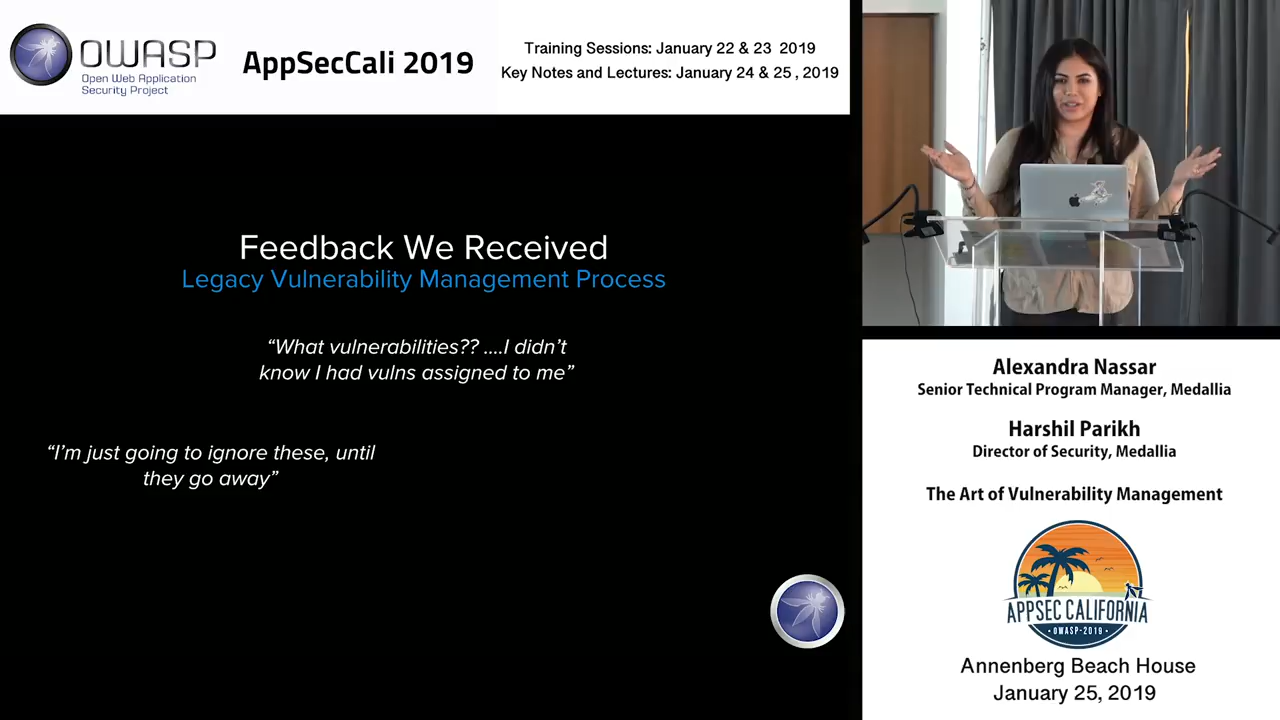 OWASP
Open Web Application
Security Project
AppSecCali 2019
Training Sessions: January 22 & 23 2019
Key Notes and Lectures: January 24 & 25 , 2019
Feedback We Received
Legacy Vulnerability Management Process
“What vulnerabilities?? ....I didn’t
know I had vulns assigned to me”
“I’m just going to ignore these, until
they go away”
Alexandra Nassar
Senior Technical Program Manager, Medallia
Harshil Parikh
Director of Security, Medallia
The Art of Vulnerability Management
APPSEC CALIFORNIA
• OWASP-2019 •
Annenberg Beach House
January 25, 2019